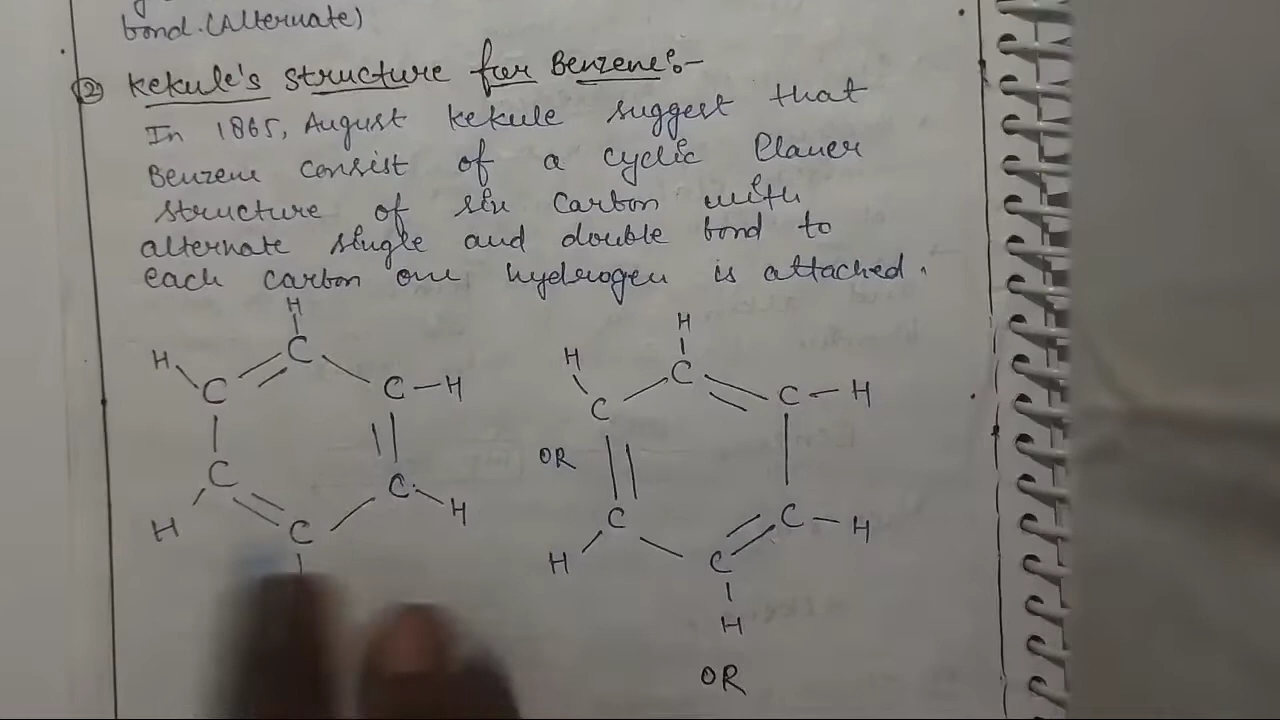 bond.(Alternate)
② Kekule's structure for Benzene:-
In 1865, August Kekule suggest that
Benzene consist of a cyclic Planer
structure of six carbon with
alternate single and double bond to
each carbon one hydrogen is attached.
H
H C C-H
C
C C-H
H C
H
H C C-H
C
OR
C C-H
H C
H
OR